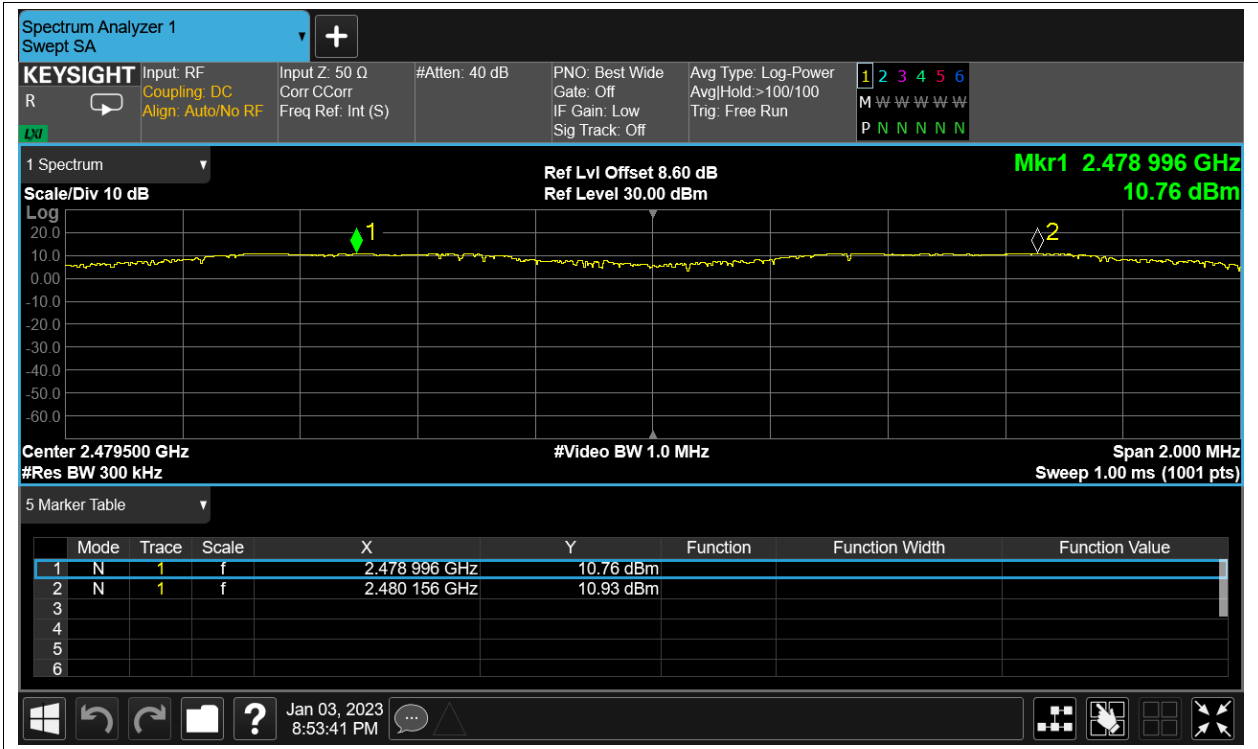 Spectrum Analyzer 1
Swept SA
+
KEYSIGHT
R
LXI
Input: RF
Coupling: DC
Align: Auto/No RF
Input Z: 50 Ω
Corr CCorr
Freq Ref: Int (S)
#Atten: 40 dB
PNO: Best Wide
Gate: Off
IF Gain: Low
Sig Track: Off
Avg Type: Log-Power
Avg|Hold:>100/100
Trig: Free Run
1 2 3 4 5 6
M W W W W W
P N N N N N
1 Spectrum
Scale/Div 10 dB
Ref Lvl Offset 8.60 dB
Ref Level 30.00 dBm
Mkr1 2.478 996 GHz
10.76 dBm
Log
20.0
10.0
0.00
-10.0
-20.0
-30.0
-40.0
-50.0
-60.0
1
2
Center 2.479500 GHz
#Res BW 300 kHz
#Video BW 1.0 MHz
Span 2.000 MHz
Sweep 1.00 ms (1001 pts)
5 Marker Table
Mode Trace Scale X Y Function Function Width Function Value
1 N 1 f 2.478 996 GHz 10.76 dBm
2 N 1 f 2.480 156 GHz 10.93 dBm
3
4
5
6
?
Jan 03, 2023
8:53:41 PM